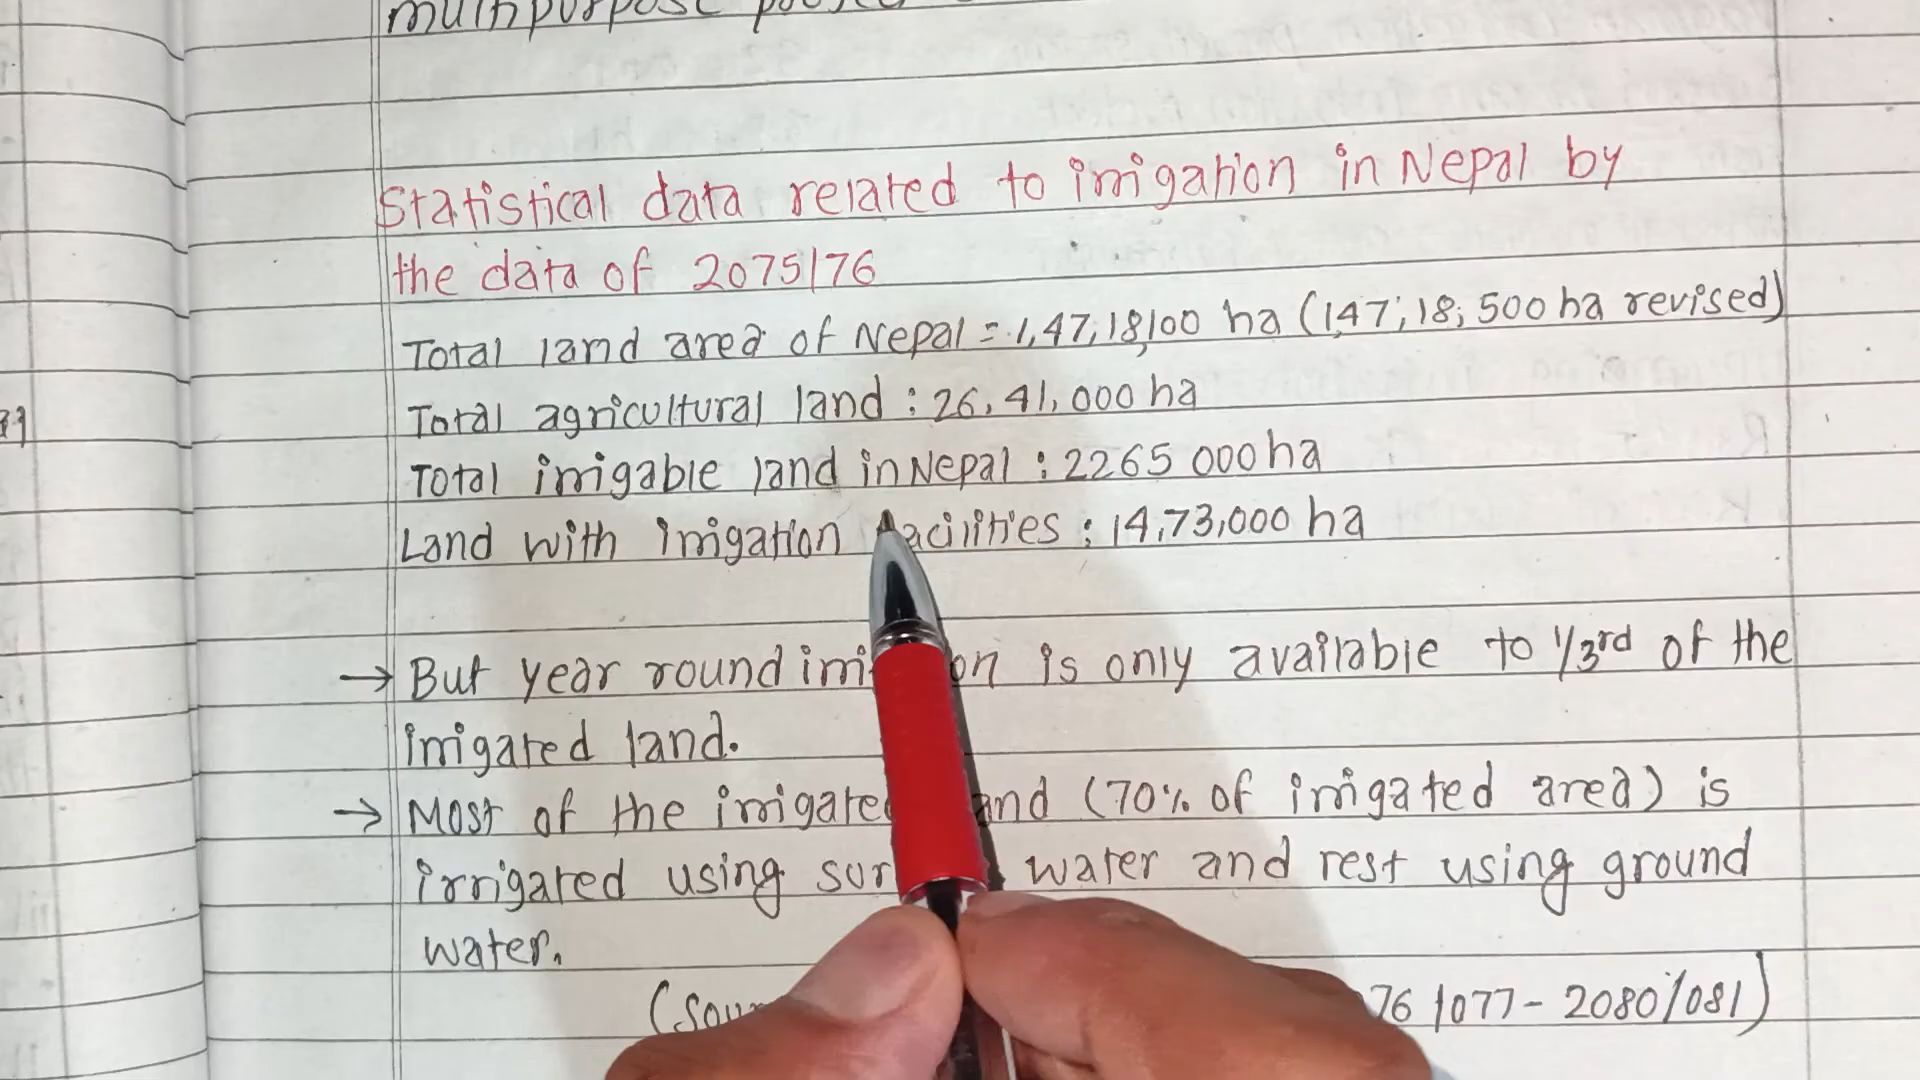 multipurpose
Statistical data related to irrigation in Nepal by
the data of 2075/76
Total land area of Nepal = 1,47,18,100 ha (1,47,18,500 ha revised)
Total agricultural land : 26,41,000 ha
Total irrigable land in Nepal : 2265 000 ha
Land with irrigation facilities : 14,73,000 ha
→ But year round is only available to 1/3rd of the
irrigated land.
→ Most of the (70% of irrigated area) is
irrigated using water and rest using ground
water.
76/077 - 2080/081)